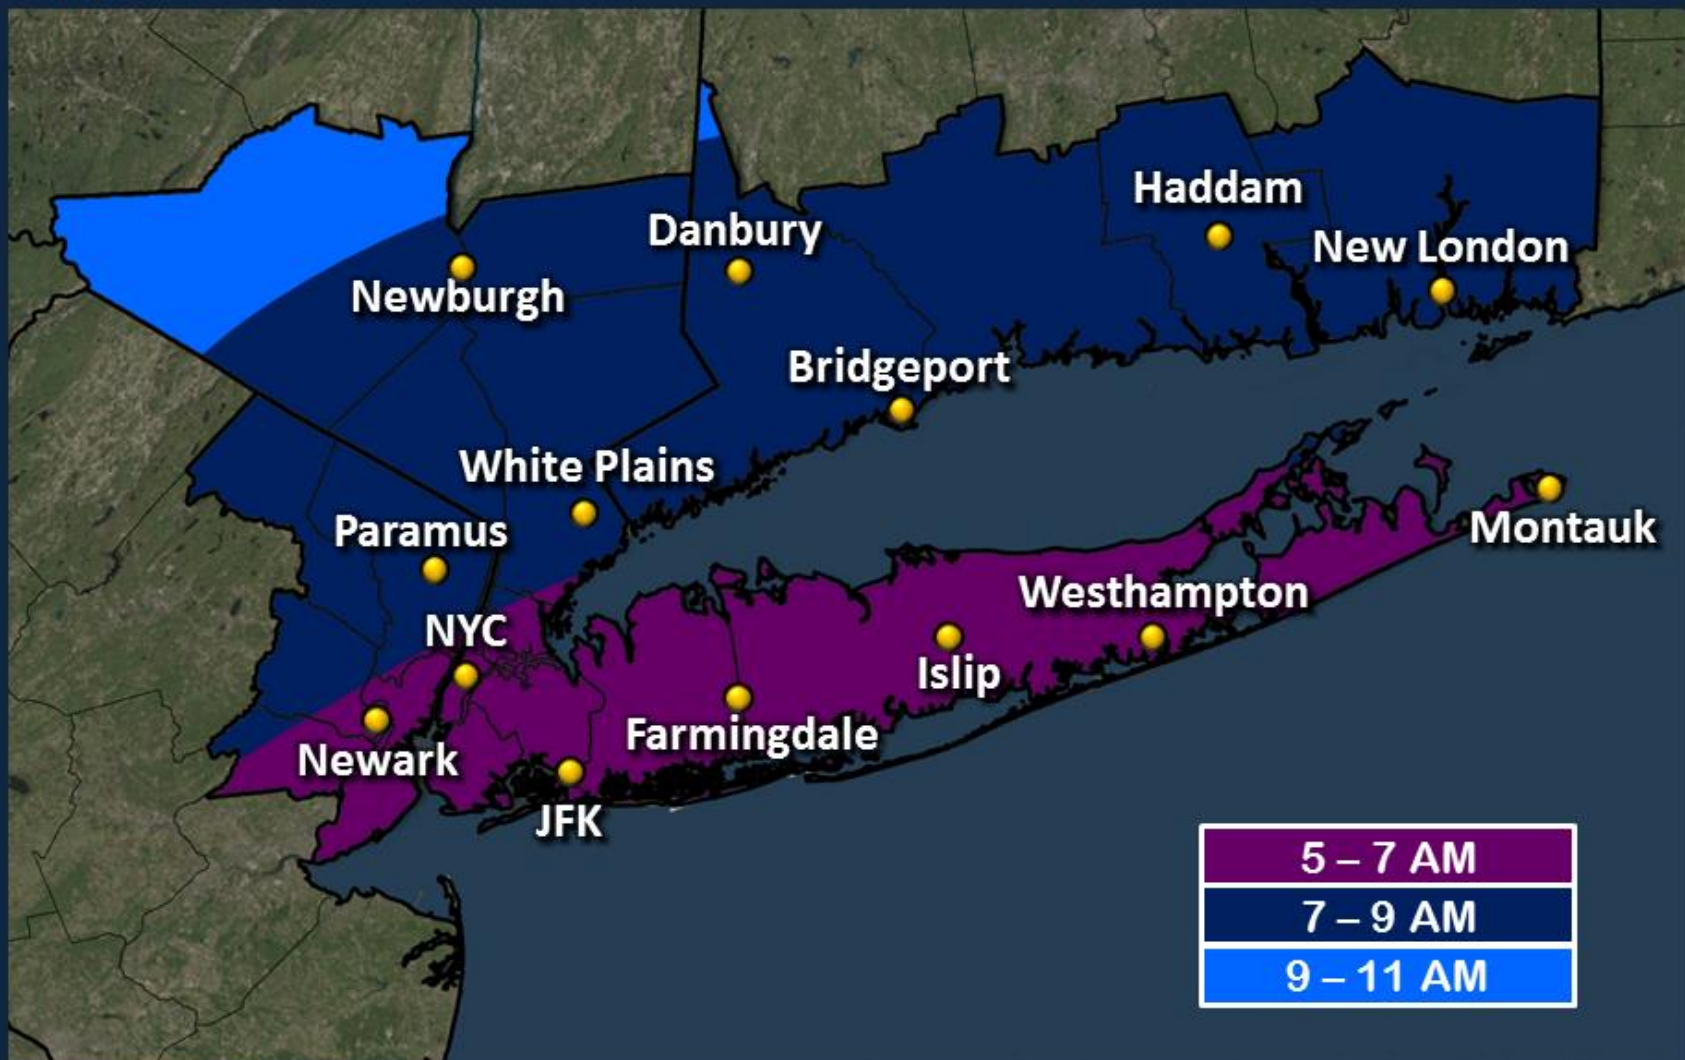 Haddam
Danbury
New London
Newburgh
Bridgeport
White Plains
Montauk
Paramus
Westhampton
NYC
Islip
Farmingdale
Newark
JFK
5 – 7 AM
7 – 9 AM
9 – 11 AM